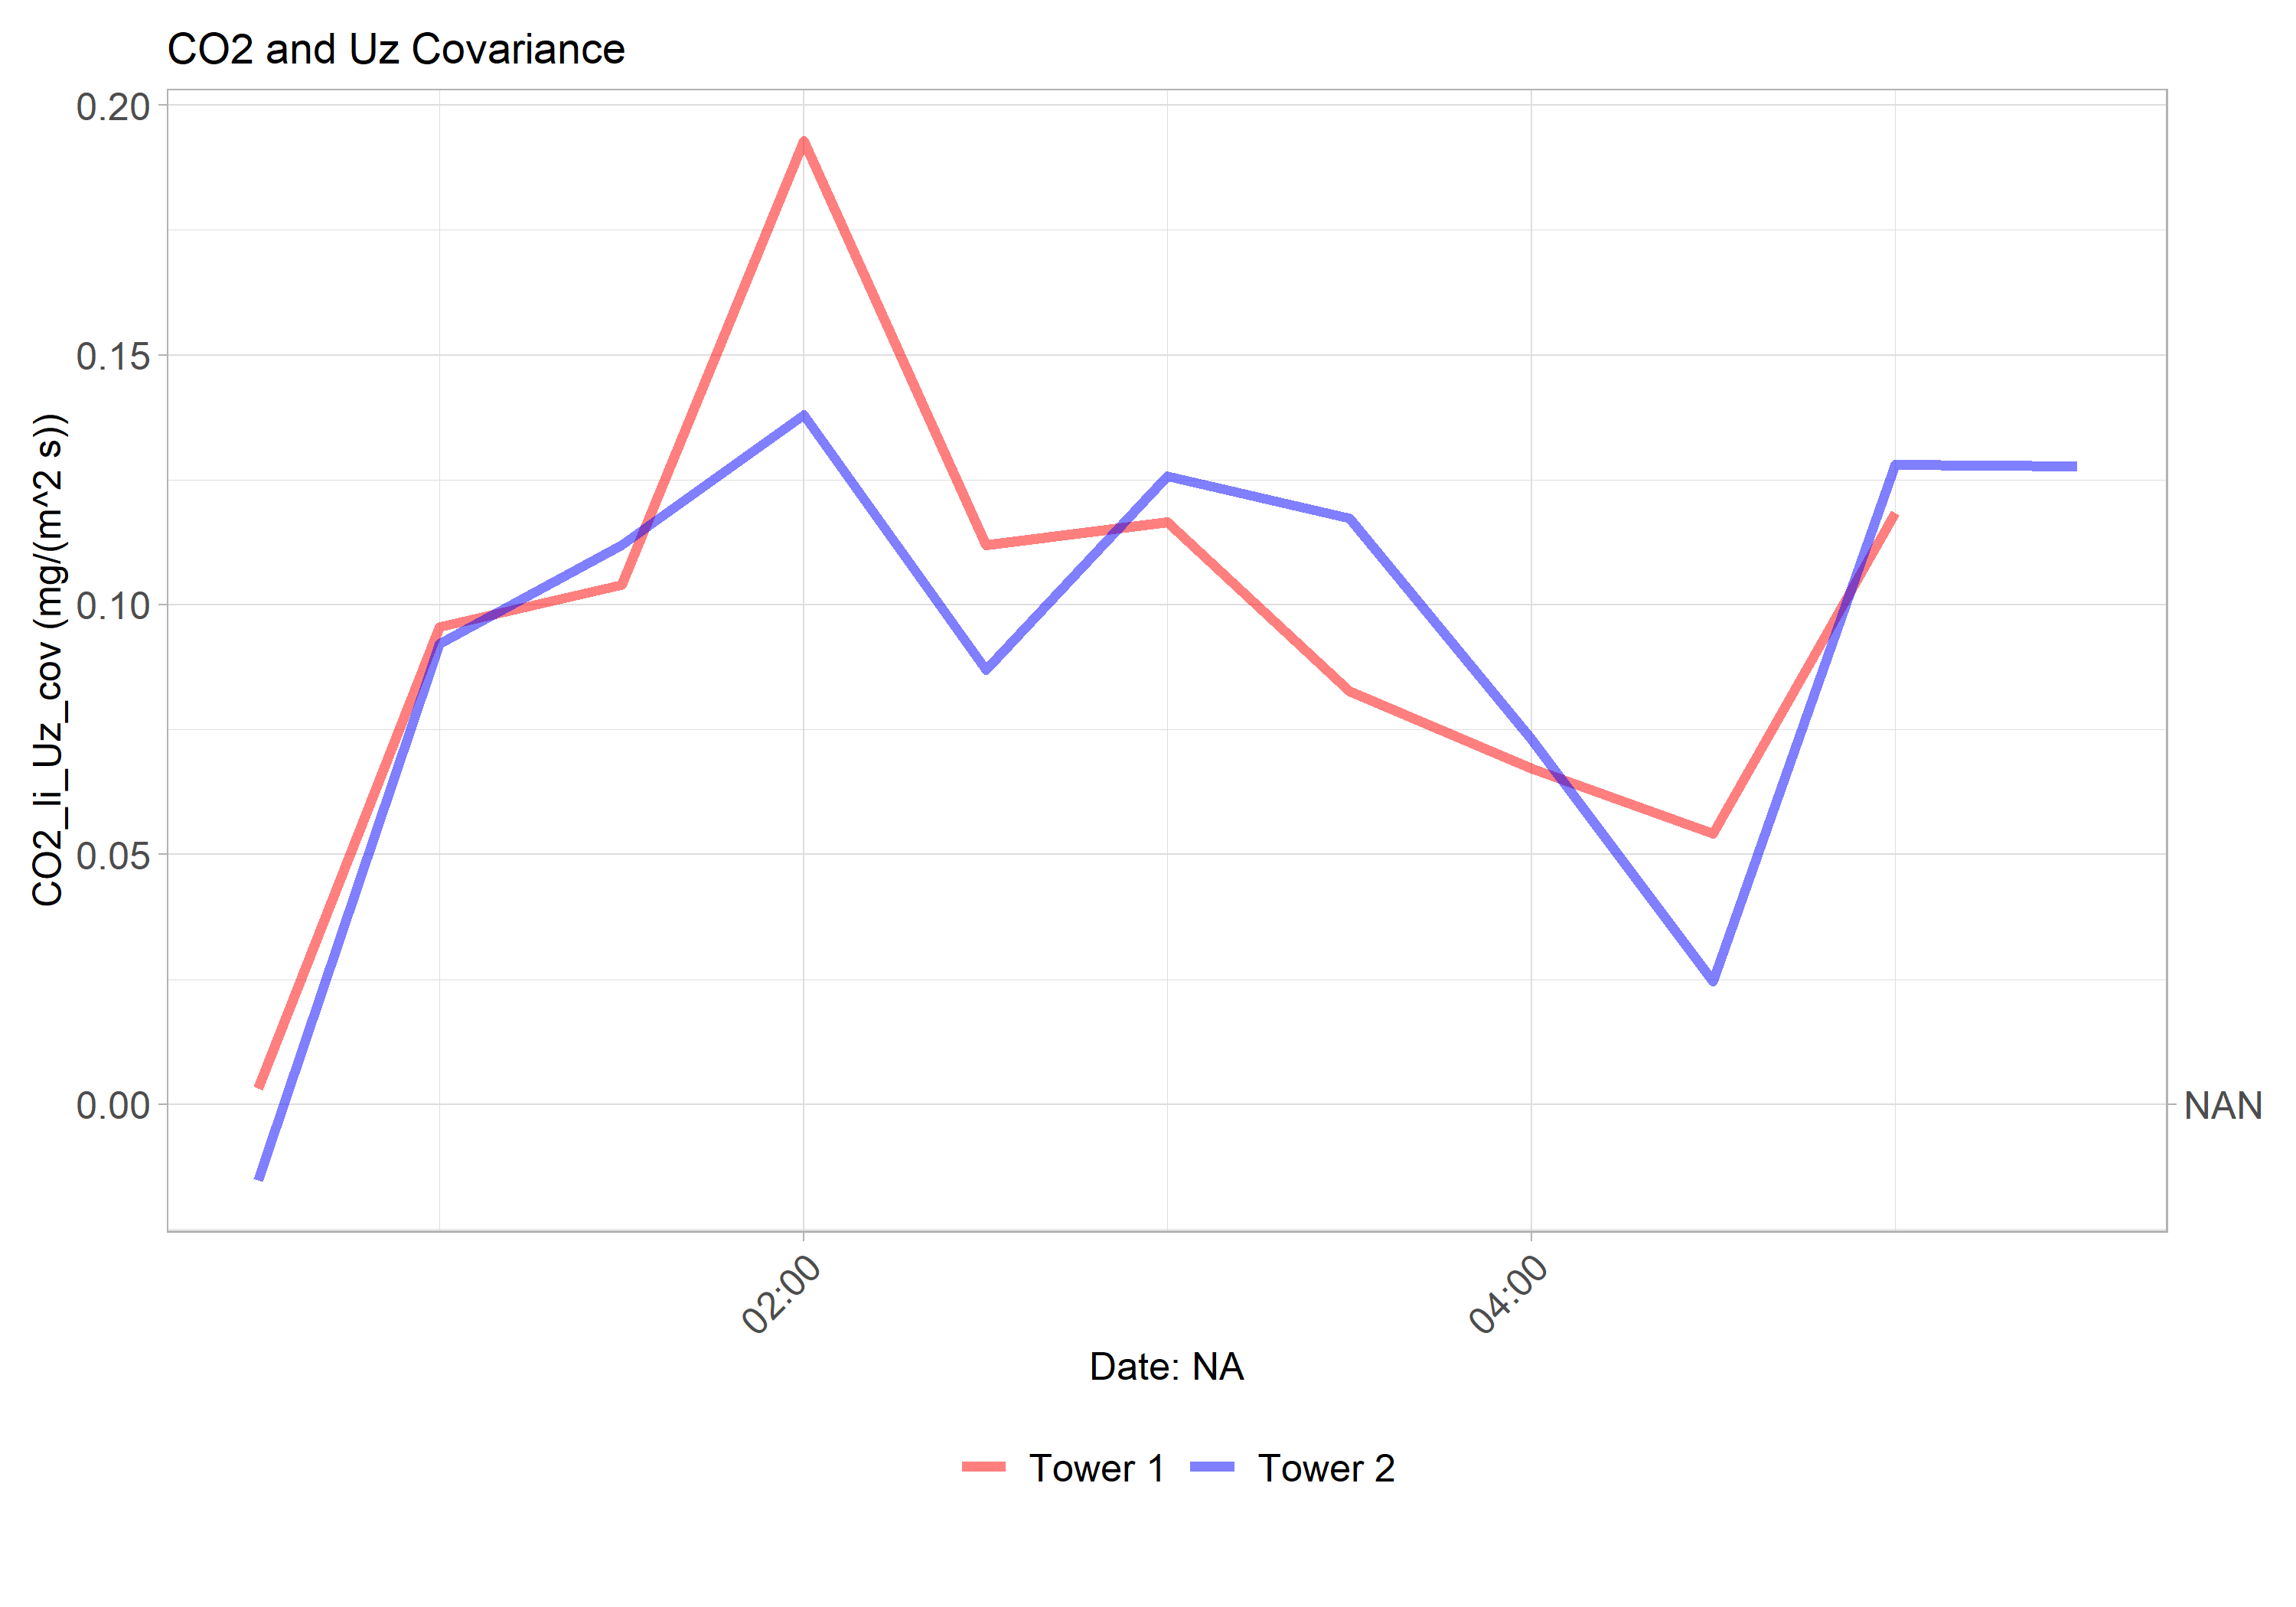 CO2 and Uz Covariance
CO2_li_Uz_cov (mg/(m^2 s))
0.20
0.15
0.10
0.05
0.00
NAN
02:00
04:00
Date: NA
Tower 1
Tower 2